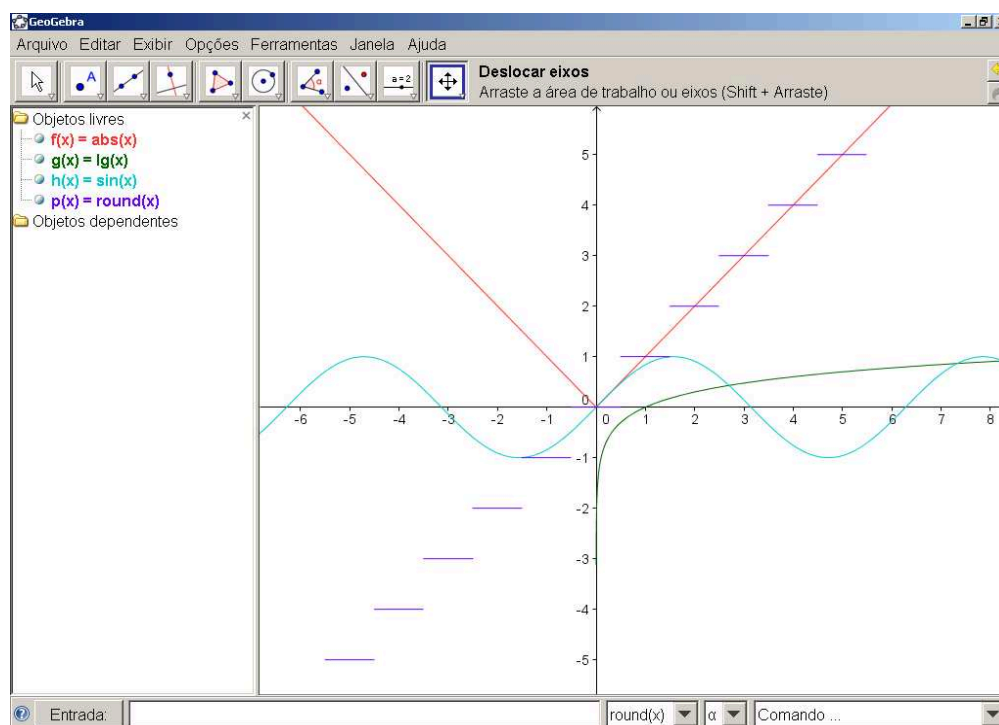 GeoGebra
Arquivo Editar Exibir Opções Ferramentas Janela Ajuda
A
α
a=2
Deslocar eixos
Arraste a área de trabalho ou eixos (Shift + Arraste)
Objetos livres
f(x) = abs(x)
g(x) = lg(x)
h(x) = sin(x)
p(x) = round(x)
Objetos dependentes
5
4
3
2
1
0
-6 -5 -4 -3 -2 -1 0 1 2 3 4 5 6 7 8
-1
-2
-3
-4
-5
Entrada: round(x) α Comando ...